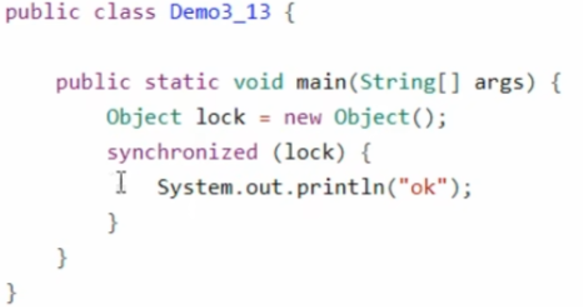 public class Demo3_13 {
public static void main(String[] args) {
Object lock = new Object();
synchronized (lock) {
System.out.println("ok");
}
}
}